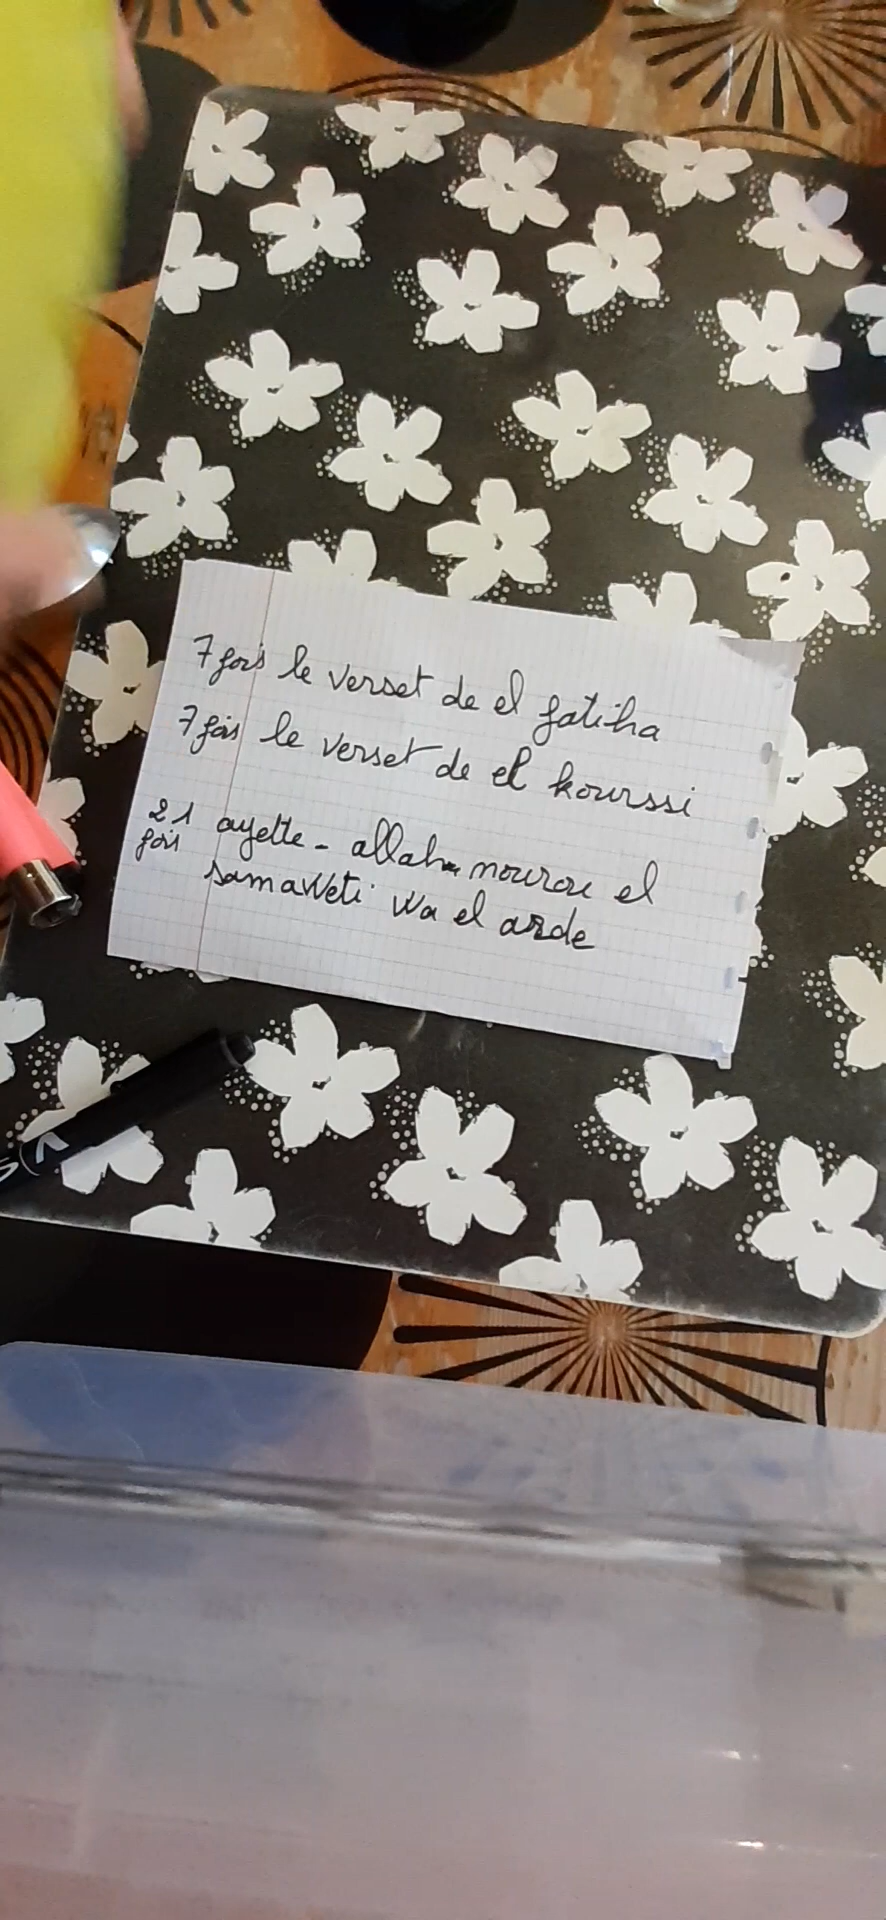 7 fois le verset de el fatiha
7 fois le verset de el kourssi
21 fois ayette - allah nourou el
samaweti wa el arde